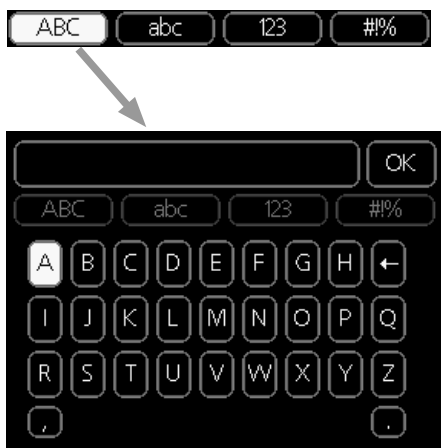 ABC abc 123 #!%
OK
ABC abc 123 #!%
A B C D E F G H ←
I J K L M N O P Q
R S T U V W X Y Z
, .